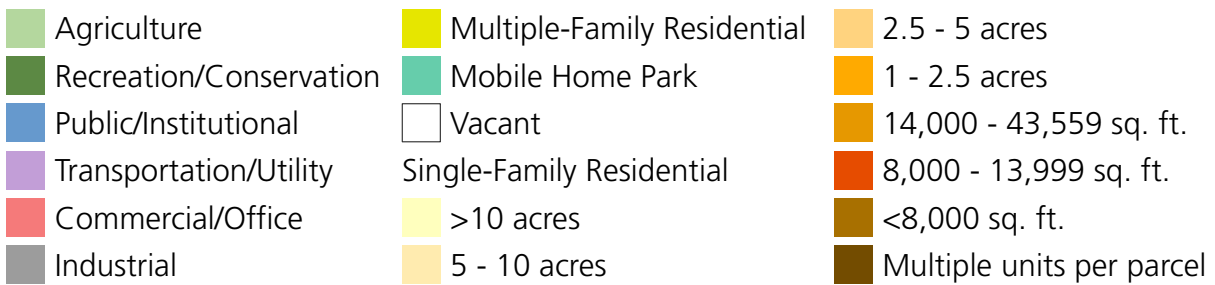 Agriculture
Recreation/Conservation
Public/Institutional
Transportation/Utility
Commercial/Office
Industrial
Multiple-Family Residential
Mobile Home Park
Vacant
Single-Family Residential
>10 acres
5 - 10 acres
2.5 - 5 acres
1 - 2.5 acres
14,000 - 43,559 sq. ft.
8,000 - 13,999 sq. ft.
<8,000 sq. ft.
Multiple units per parcel